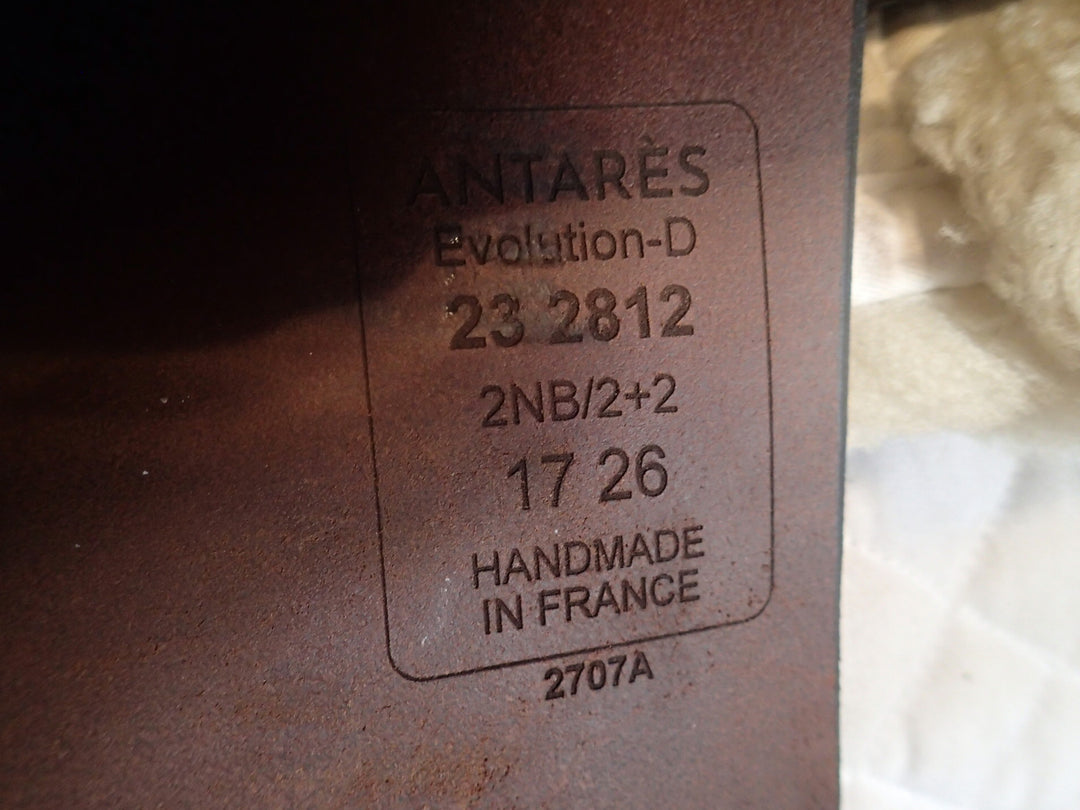 ANTARÈS
Evolution-D
23 2812
2NB/2+2
17 26
HANDMADE
IN FRANCE
2707A